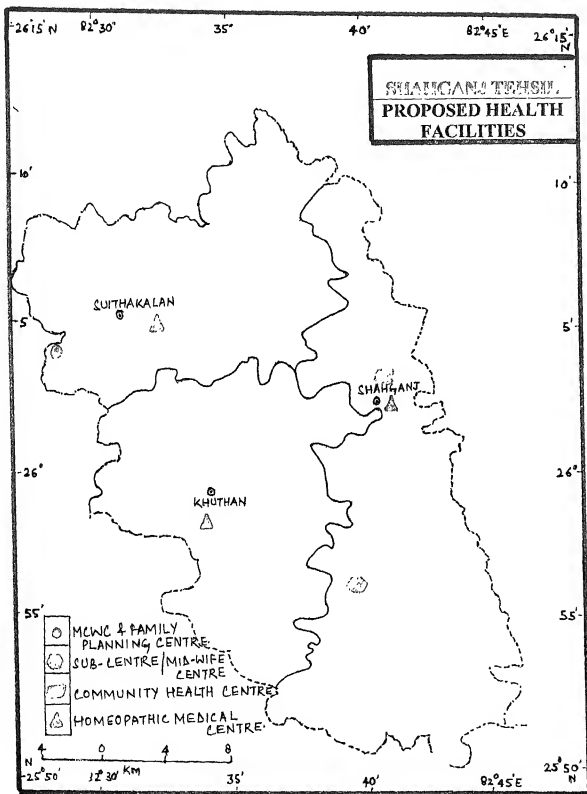 26°15' N 82°30' 35' 40' 82°45'E 26°15' N
SHAHGANJ TEHSIL
PROPOSED HEALTH
FACILITIES
10' 10'
SUITHAKALAN
5' 5'
SHAHGANJ
26° 26°
KHUTHAN
55' 55'
MCWC & FAMILY
PLANNING CENTRE
SUB-CENTRE/MID-WIFE
CENTRE
COMMUNITY HEALTH CENTRE
HOMEOPATHIC MEDICAL
CENTRE.
4 0 4 8
KM
N 25°50' 82°30' 35' 40' 82°45'E 25°50' N